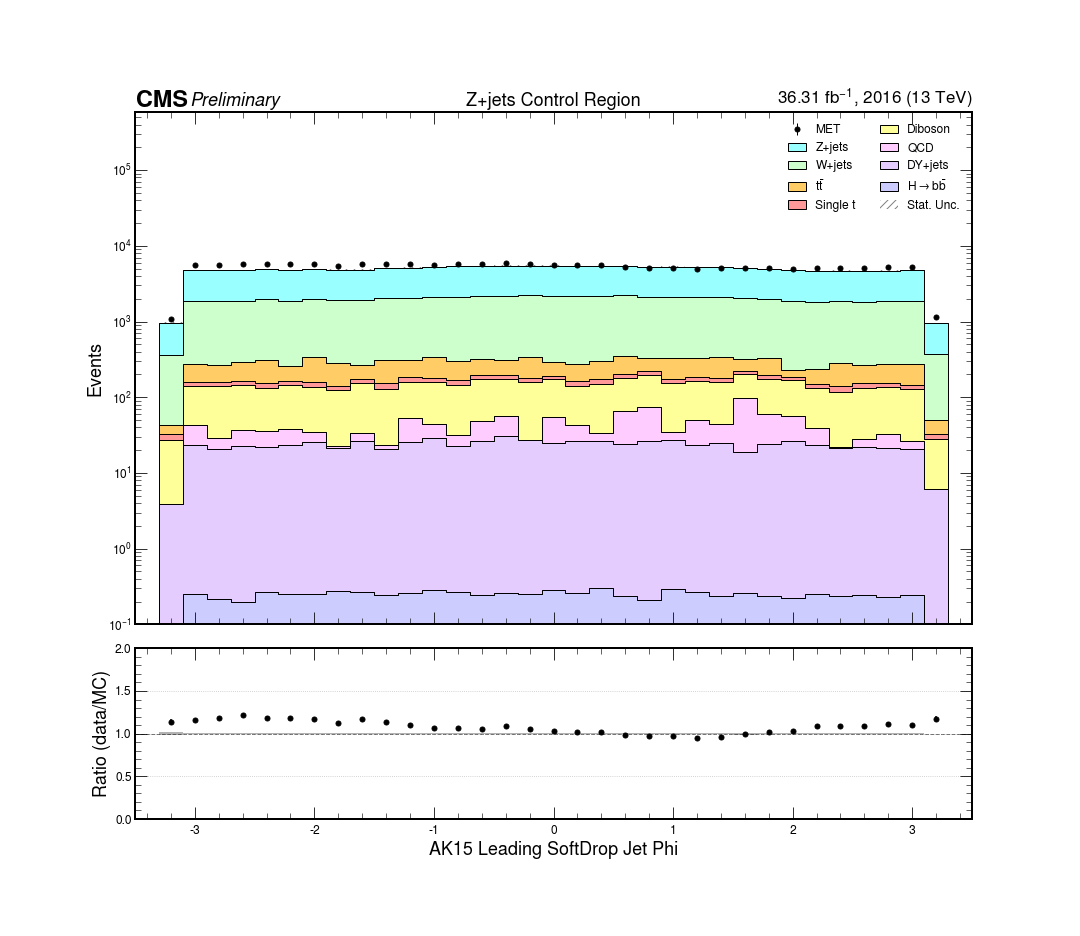 CMS Preliminary Z+jets Control Region 36.31 fb⁻¹, 2016 (13 TeV)
MET Diboson
Z+jets QCD
W+jets DY+jets
tt̄ H→bb̄
Single t Stat. Unc.
10⁵
10⁴
10³
10²
10¹
10⁰
10⁻¹
Events
2.0
1.5
1.0
0.5
0.0
Ratio (data/MC)
-3 -2 -1 0 1 2 3
AK15 Leading SoftDrop Jet Phi